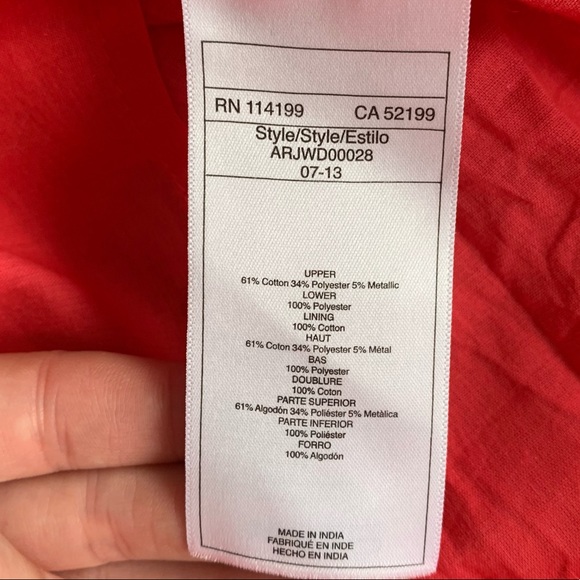 RN 114199 CA 52199
Style/Style/Estilo
ARJWD00028
07-13
UPPER
61% Cotton 34% Polyester 5% Metallic
LOWER
100% Polyester
LINING
100% Cotton
HAUT
61% Coton 34% Polyester 5% Métal
BAS
100% Polyester
DOUBLURE
100% Coton
PARTE SUPERIOR
61% Algodón 34% Poliéster 5% Metàlica
PARTE INFERIOR
100% Poliéster
FORRO
100% Algodón
MADE IN INDIA
FABRIQUÉ EN INDE
HECHO EN INDIA